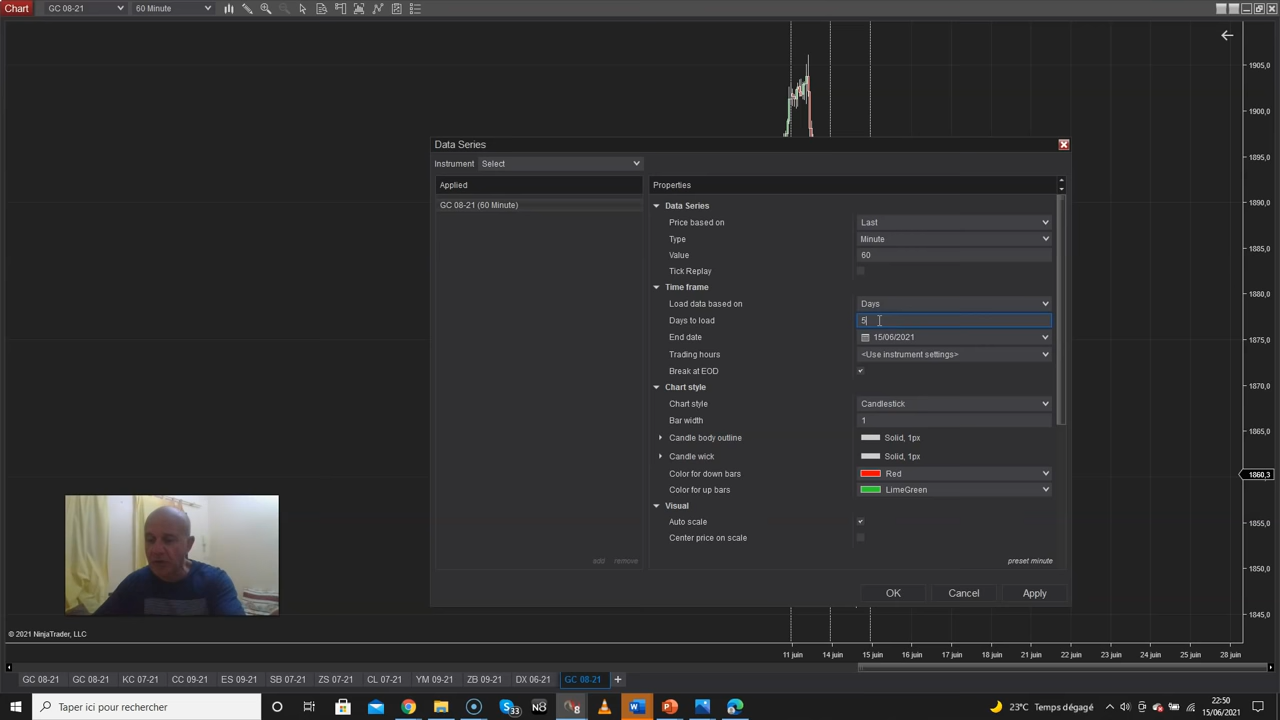 Chart GC 08-21 60 Minute
1905,0
1900,0
1895,0
1890,0
1885,0
1880,0
1875,0
1870,0
1865,0
1860,3
1855,0
1850,0
1845,0
Data Series
Instrument Select
Applied
GC 08-21 (60 Minute)
add remove
Properties
Data Series
Price based on Last
Type Minute
Value 60
Tick Replay
Time frame
Load data based on Days
Days to load 5
End date 15/06/2021
Trading hours <Use instrument settings>
Break at EOD
Chart style
Chart style Candlestick
Bar width 1
Candle body outline Solid, 1px
Candle wick Solid, 1px
Color for down bars Red
Color for up bars LimeGreen
Visual
Auto scale
Center price on scale
preset minute
OK Cancel Apply
© 2021 NinjaTrader, LLC
11 juin 14 juin 15 juin 16 juin 17 juin 18 juin 21 juin 22 juin 23 juin 24 juin 25 juin 28 juin
GC 08-21 GC 08-21 KC 07-21 CC 09-21 ES 09-21 SB 07-21 ZS 07-21 CL 07-21 YM 09-21 ZB 09-21 DX 06-21 GC 08-21 +
Taper ici pour rechercher
23°C Temps dégagé
22:50
15/06/2021